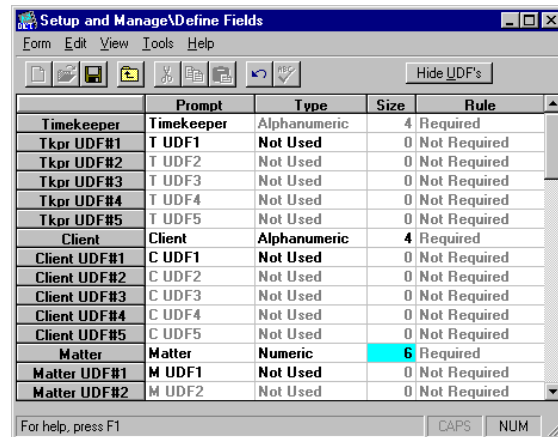 Setup and Manage\Define Fields
Form Edit View Tools Help
Hide UDF's
Prompt Type Size Rule
Timekeeper Timekeeper Alphanumeric 4 Required
Tkpr UDF#1 T UDF1 Not Used 0 Not Required
Tkpr UDF#2 T UDF2 Not Used 0 Not Required
Tkpr UDF#3 T UDF3 Not Used 0 Not Required
Tkpr UDF#4 T UDF4 Not Used 0 Not Required
Tkpr UDF#5 T UDF5 Not Used 0 Not Required
Client Client Alphanumeric 4 Required
Client UDF#1 C UDF1 Not Used 0 Not Required
Client UDF#2 C UDF2 Not Used 0 Not Required
Client UDF#3 C UDF3 Not Used 0 Not Required
Client UDF#4 C UDF4 Not Used 0 Not Required
Client UDF#5 C UDF5 Not Used 0 Not Required
Matter Matter Numeric 6 Required
Matter UDF#1 M UDF1 Not Used 0 Not Required
Matter UDF#2 M UDF2 Not Used 0 Not Required
For help, press F1 CAPS NUM